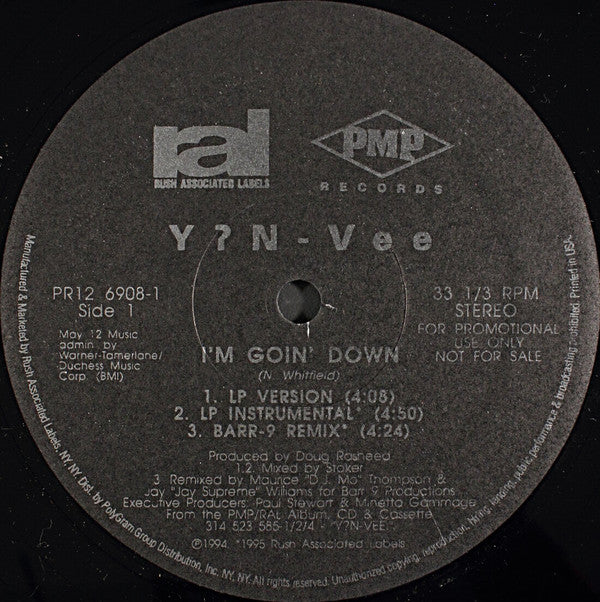 ral
RUSH ASSOCIATED LABELS
PMP
RECORDS
Y?N-Vee
PR12 6908-1
Side 1
33 1/3 RPM
STEREO
FOR PROMOTIONAL
USE ONLY
NOT FOR SALE
May 12 Music
admin. by
Warner-Tamerlane/
Duchess Music
Corp. (BMI)
I'M GOIN' DOWN
(N. Whitfield)
1. LP VERSION (4:08)
2. LP INSTRUMENTAL* (4:50)
3. BARR-9 REMIX* (4:24)
Produced by Doug Rasheed
1,2. Mixed by Stoker
3. Remixed by Maurice "D.J. Mo" Thompson &
Jay "Jay Supreme" Williams for Barr 9 Productions
Executive Producers: Paul Stewart & Minetta Gammage
From the PMP/RAL Album, CD & Cassette
314 523 585-1/2/4 - "Y?N-VEE"
©1994 *1995 Rush Associated Labels
Manufactured & Marketed by Rush Associated Labels, NY, NY. Dist. by PolyGram Group Distribution, Inc. NY, NY. All rights reserved. Unauthorized copying, reproduction, hiring, lending, public performance & broadcasting prohibited. Printed in USA.